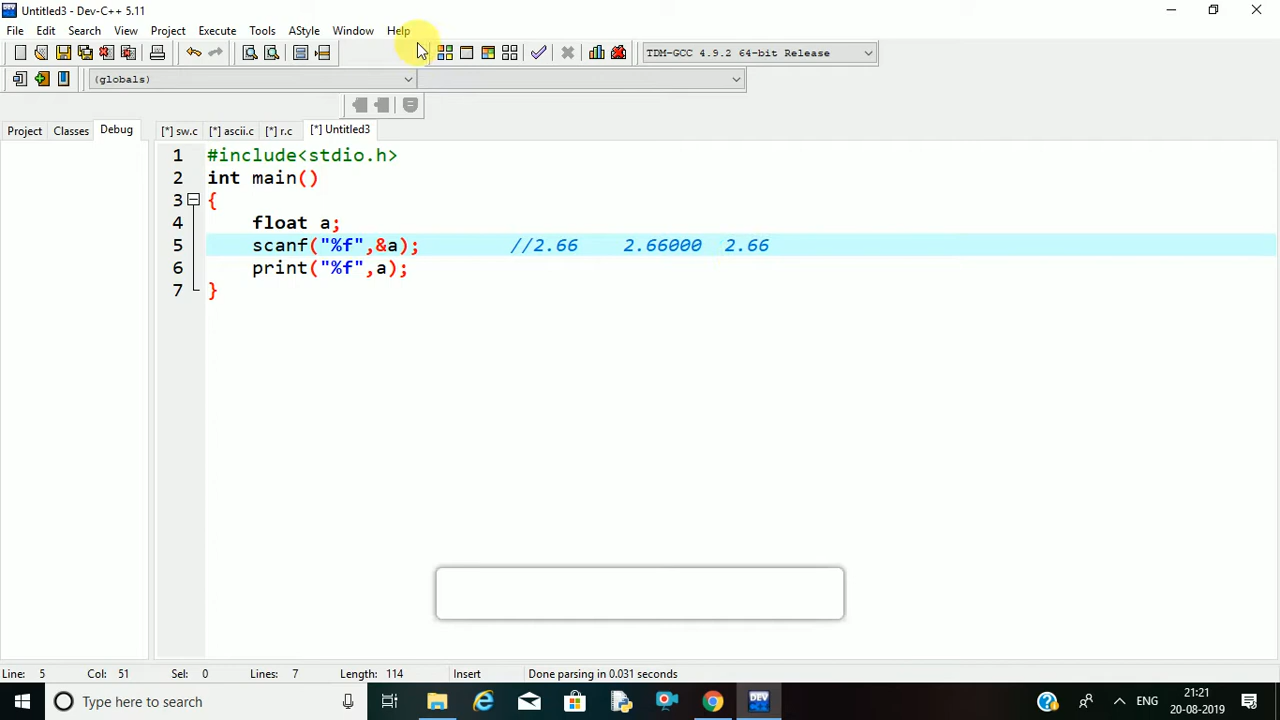 Untitled3 - Dev-C++ 5.11
File Edit Search View Project Execute Tools AStyle Window Help
TDM-GCC 4.9.2 64-bit Release
(globals)
Project Classes Debug [*] sw.c [*] ascii.c [*] r.c [*] Untitled3
1 #include<stdio.h>
2 int main()
3 {
4 float a;
5 scanf("%f",&a); //2.66 2.66000 2.66
6 print("%f",a);
7 }
Line: 5 Col: 51 Sel: 0 Lines: 7 Length: 114 Insert Done parsing in 0.031 seconds
Type here to search DEV ENG 21:21
20-08-2019